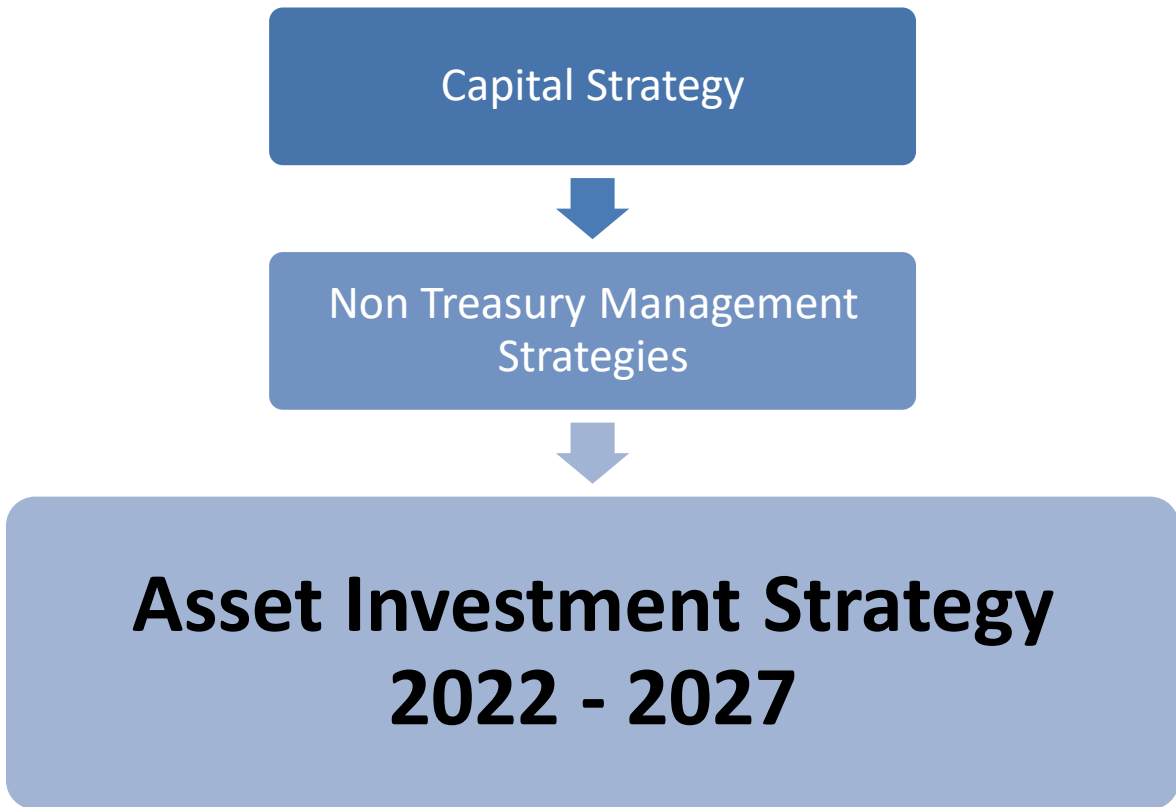 Capital Strategy
Non Treasury Management
Strategies
Asset Investment Strategy
2022 - 2027